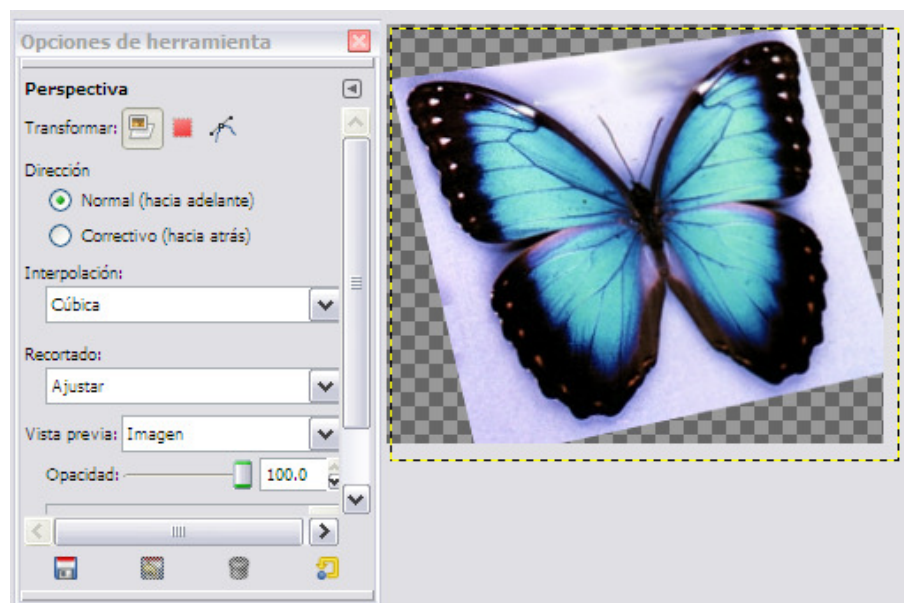 Opciones de herramienta
Perspectiva
Transformar:
Dirección
Normal (hacia adelante)
Correctivo (hacia atrás)
Interpolación:
Cúbica
Recortado:
Ajustar
Vista previa: Imagen
Opacidad: 100.0